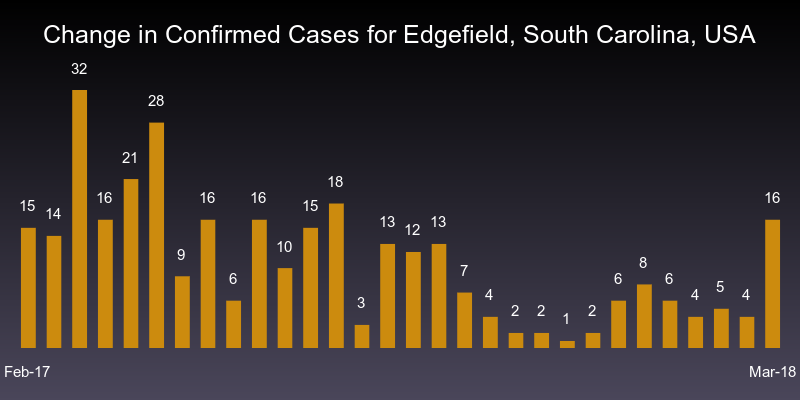 Change in Confirmed Cases for Edgefield, South Carolina, USA
15 14 32 16 21 28 9 16 6 16 10 15 18 3 13 12 13 7 4 2 2 1 2 6 8 6 4 5 4 16
Feb-17 Mar-18